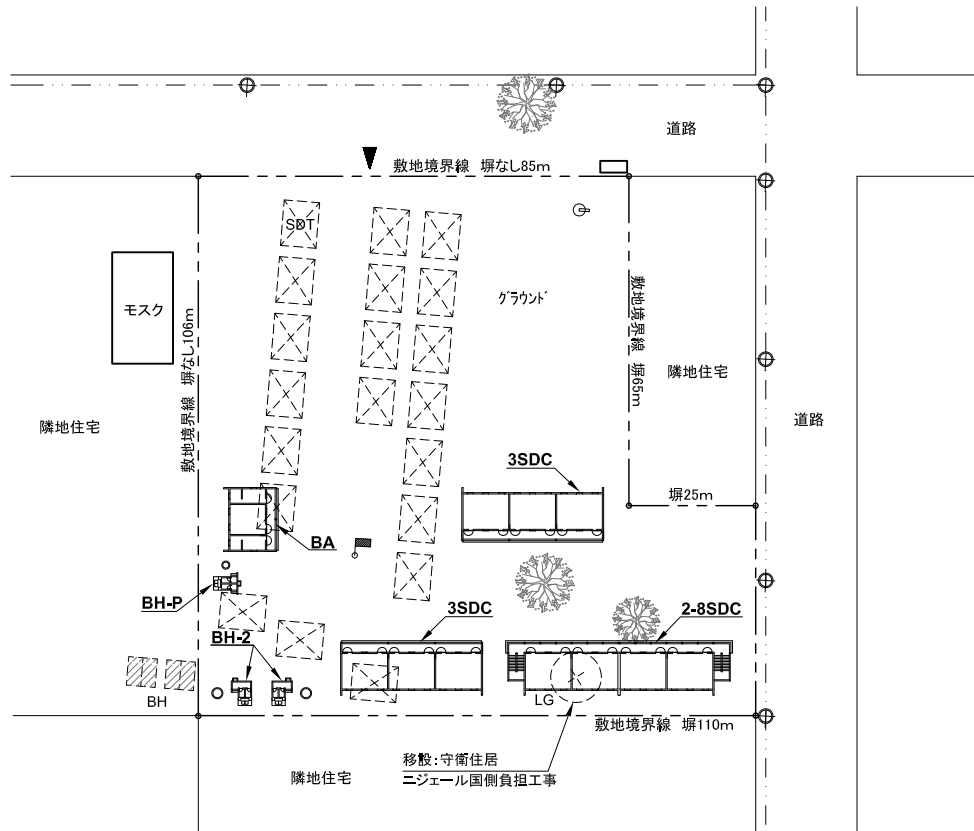 道路
敷地境界線 塀なし85m
SDT
グラウンド
モスク
敷地境界線 塀なし106m
敷地境界線 塀65m
隣地住宅
隣地住宅
道路
3SDC
塀25m
BA
BH-P
BH-2
3SDC
2-8SDC
BH
LG
敷地境界線 塀110m
移設:守衛住居
ニジェール国側負担工事
隣地住宅